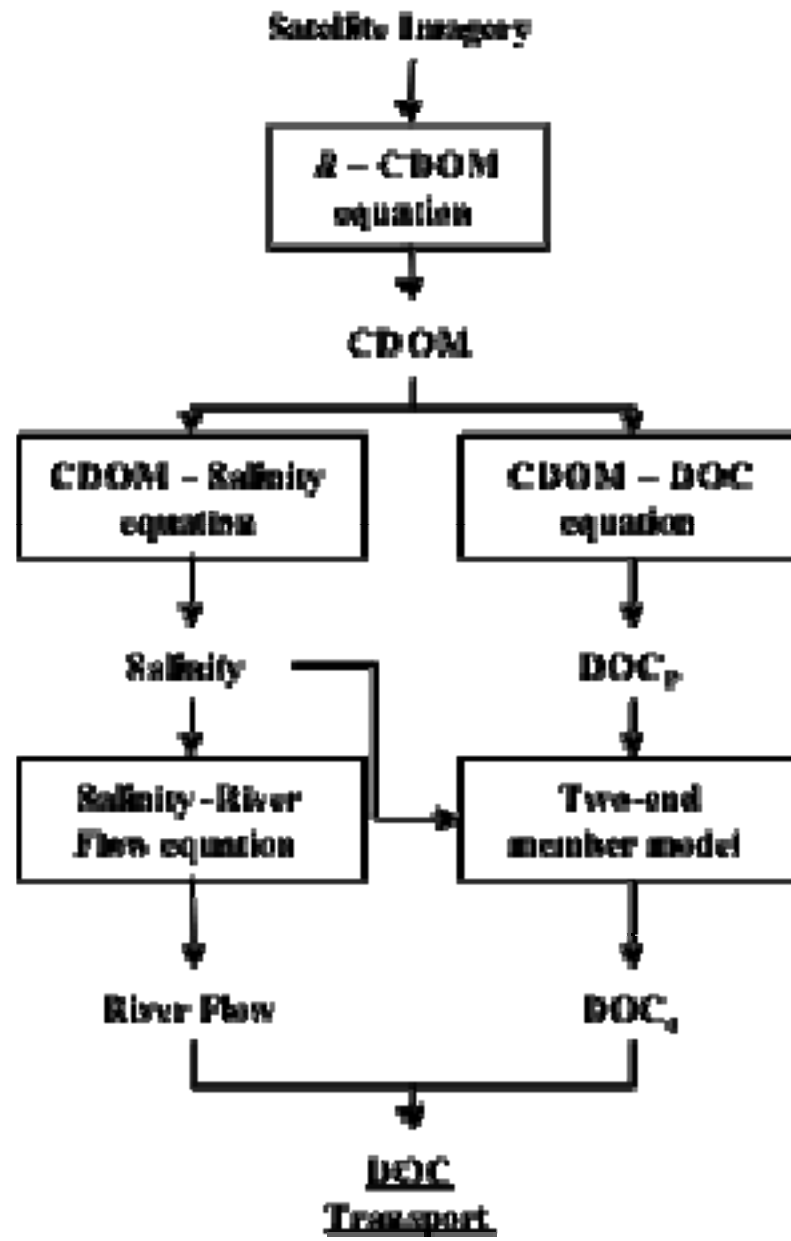 Satellite Imagery
R – CDOM
equation
CDOM
CDOM – Salinity
equation
CDOM – DOC
equation
Salinity
DOCp
Salinity-River
Flow equation
Two-end
member model
River Flow
DOC
DOC
Transport